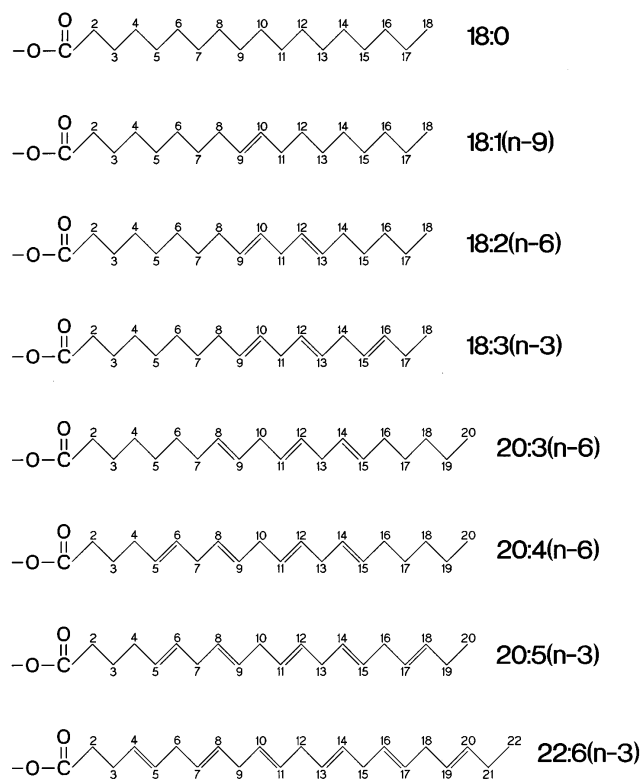 O 2 4 6 8 10 12 14 16 18
18:0
–O–C 3 5 7 9 11 13 15 17
O 2 4 6 8 10 12 14 16 18
18:1(n–9)
–O–C 3 5 7 9 11 13 15 17
O 2 4 6 8 10 12 14 16 18
18:2(n–6)
–O–C 3 5 7 9 11 13 15 17
O 2 4 6 8 10 12 14 16 18
18:3(n–3)
–O–C 3 5 7 9 11 13 15 17
O 2 4 6 8 10 12 14 16 18 20
20:3(n–6)
–O–C 3 5 7 9 11 13 15 17 19
O 2 4 6 8 10 12 14 16 18 20
20:4(n–6)
–O–C 3 5 7 9 11 13 15 17 19
O 2 4 6 8 10 12 14 16 18 20
20:5(n–3)
–O–C 3 5 7 9 11 13 15 17 19
O 2 4 6 8 10 12 14 16 18 20 22
22:6(n–3)
–O–C 3 5 7 9 11 13 15 17 19 21